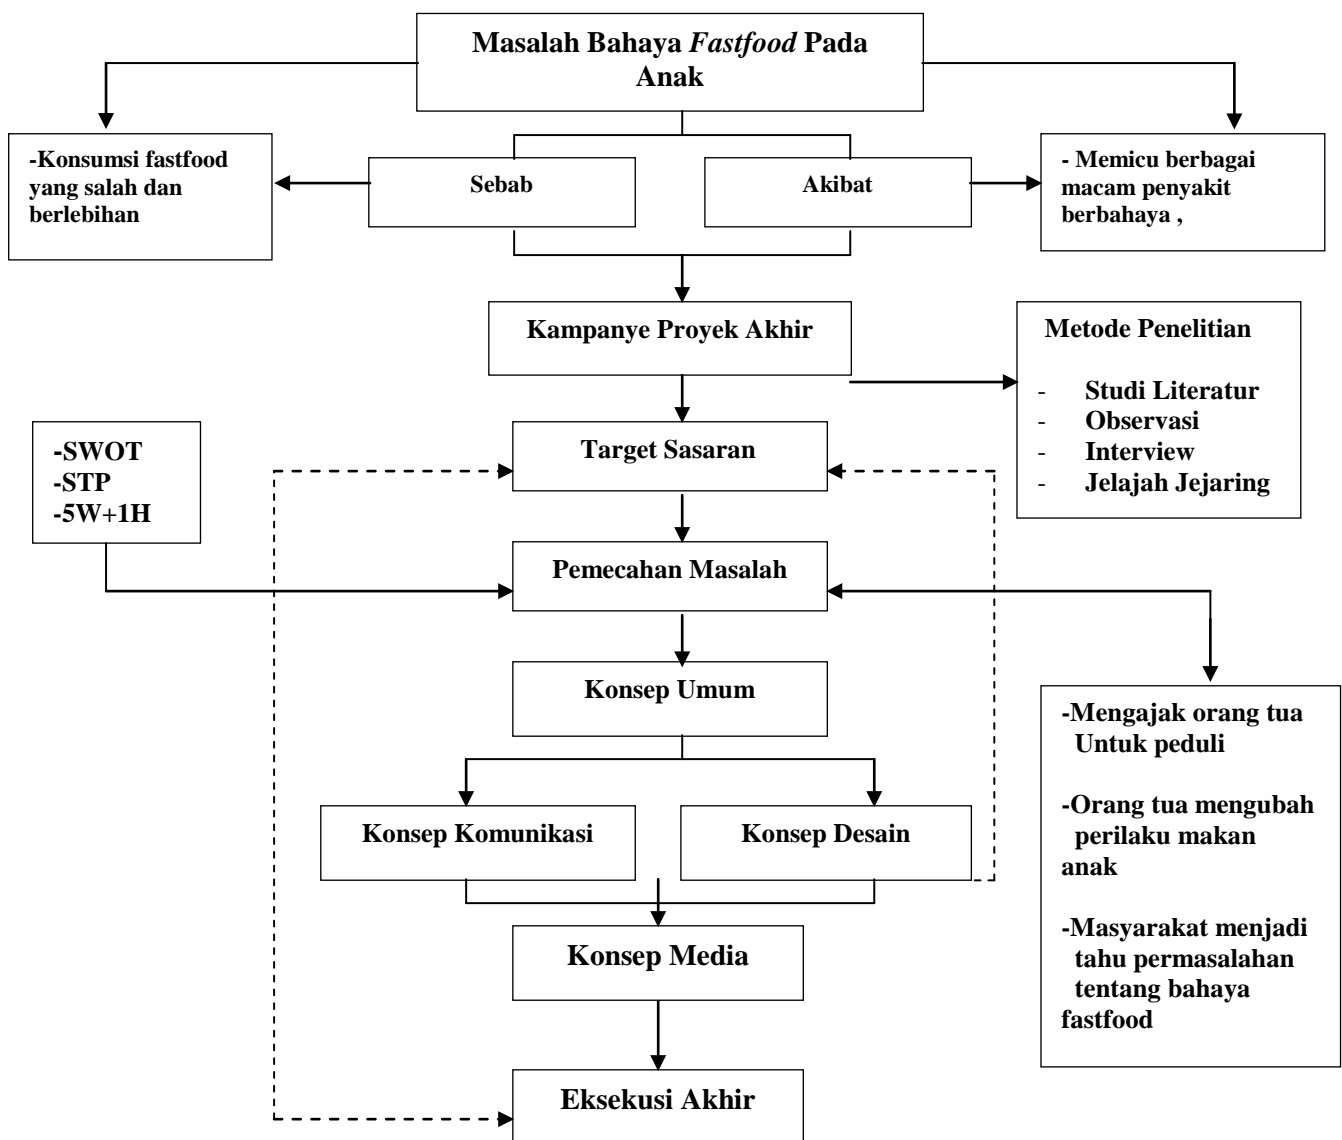 Masalah Bahaya Fastfood Pada
Anak
-Konsumsi fastfood
yang salah dan
berlebihan
Sebab
Akibat
- Memicu berbagai
macam penyakit
berbahaya ,
Kampanye Proyek Akhir
Metode Penelitian
- Studi Literatur
- Observasi
- Interview
- Jelajah Jejaring
-SWOT
-STP
-5W+1H
Target Sasaran
Pemecahan Masalah
Konsep Umum
-Mengajak orang tua
Untuk peduli
-Orang tua mengubah
perilaku makan
anak
-Masyarakat menjadi
tahu permasalahan
tentang bahaya
fastfood
Konsep Komunikasi
Konsep Desain
Konsep Media
Eksekusi Akhir